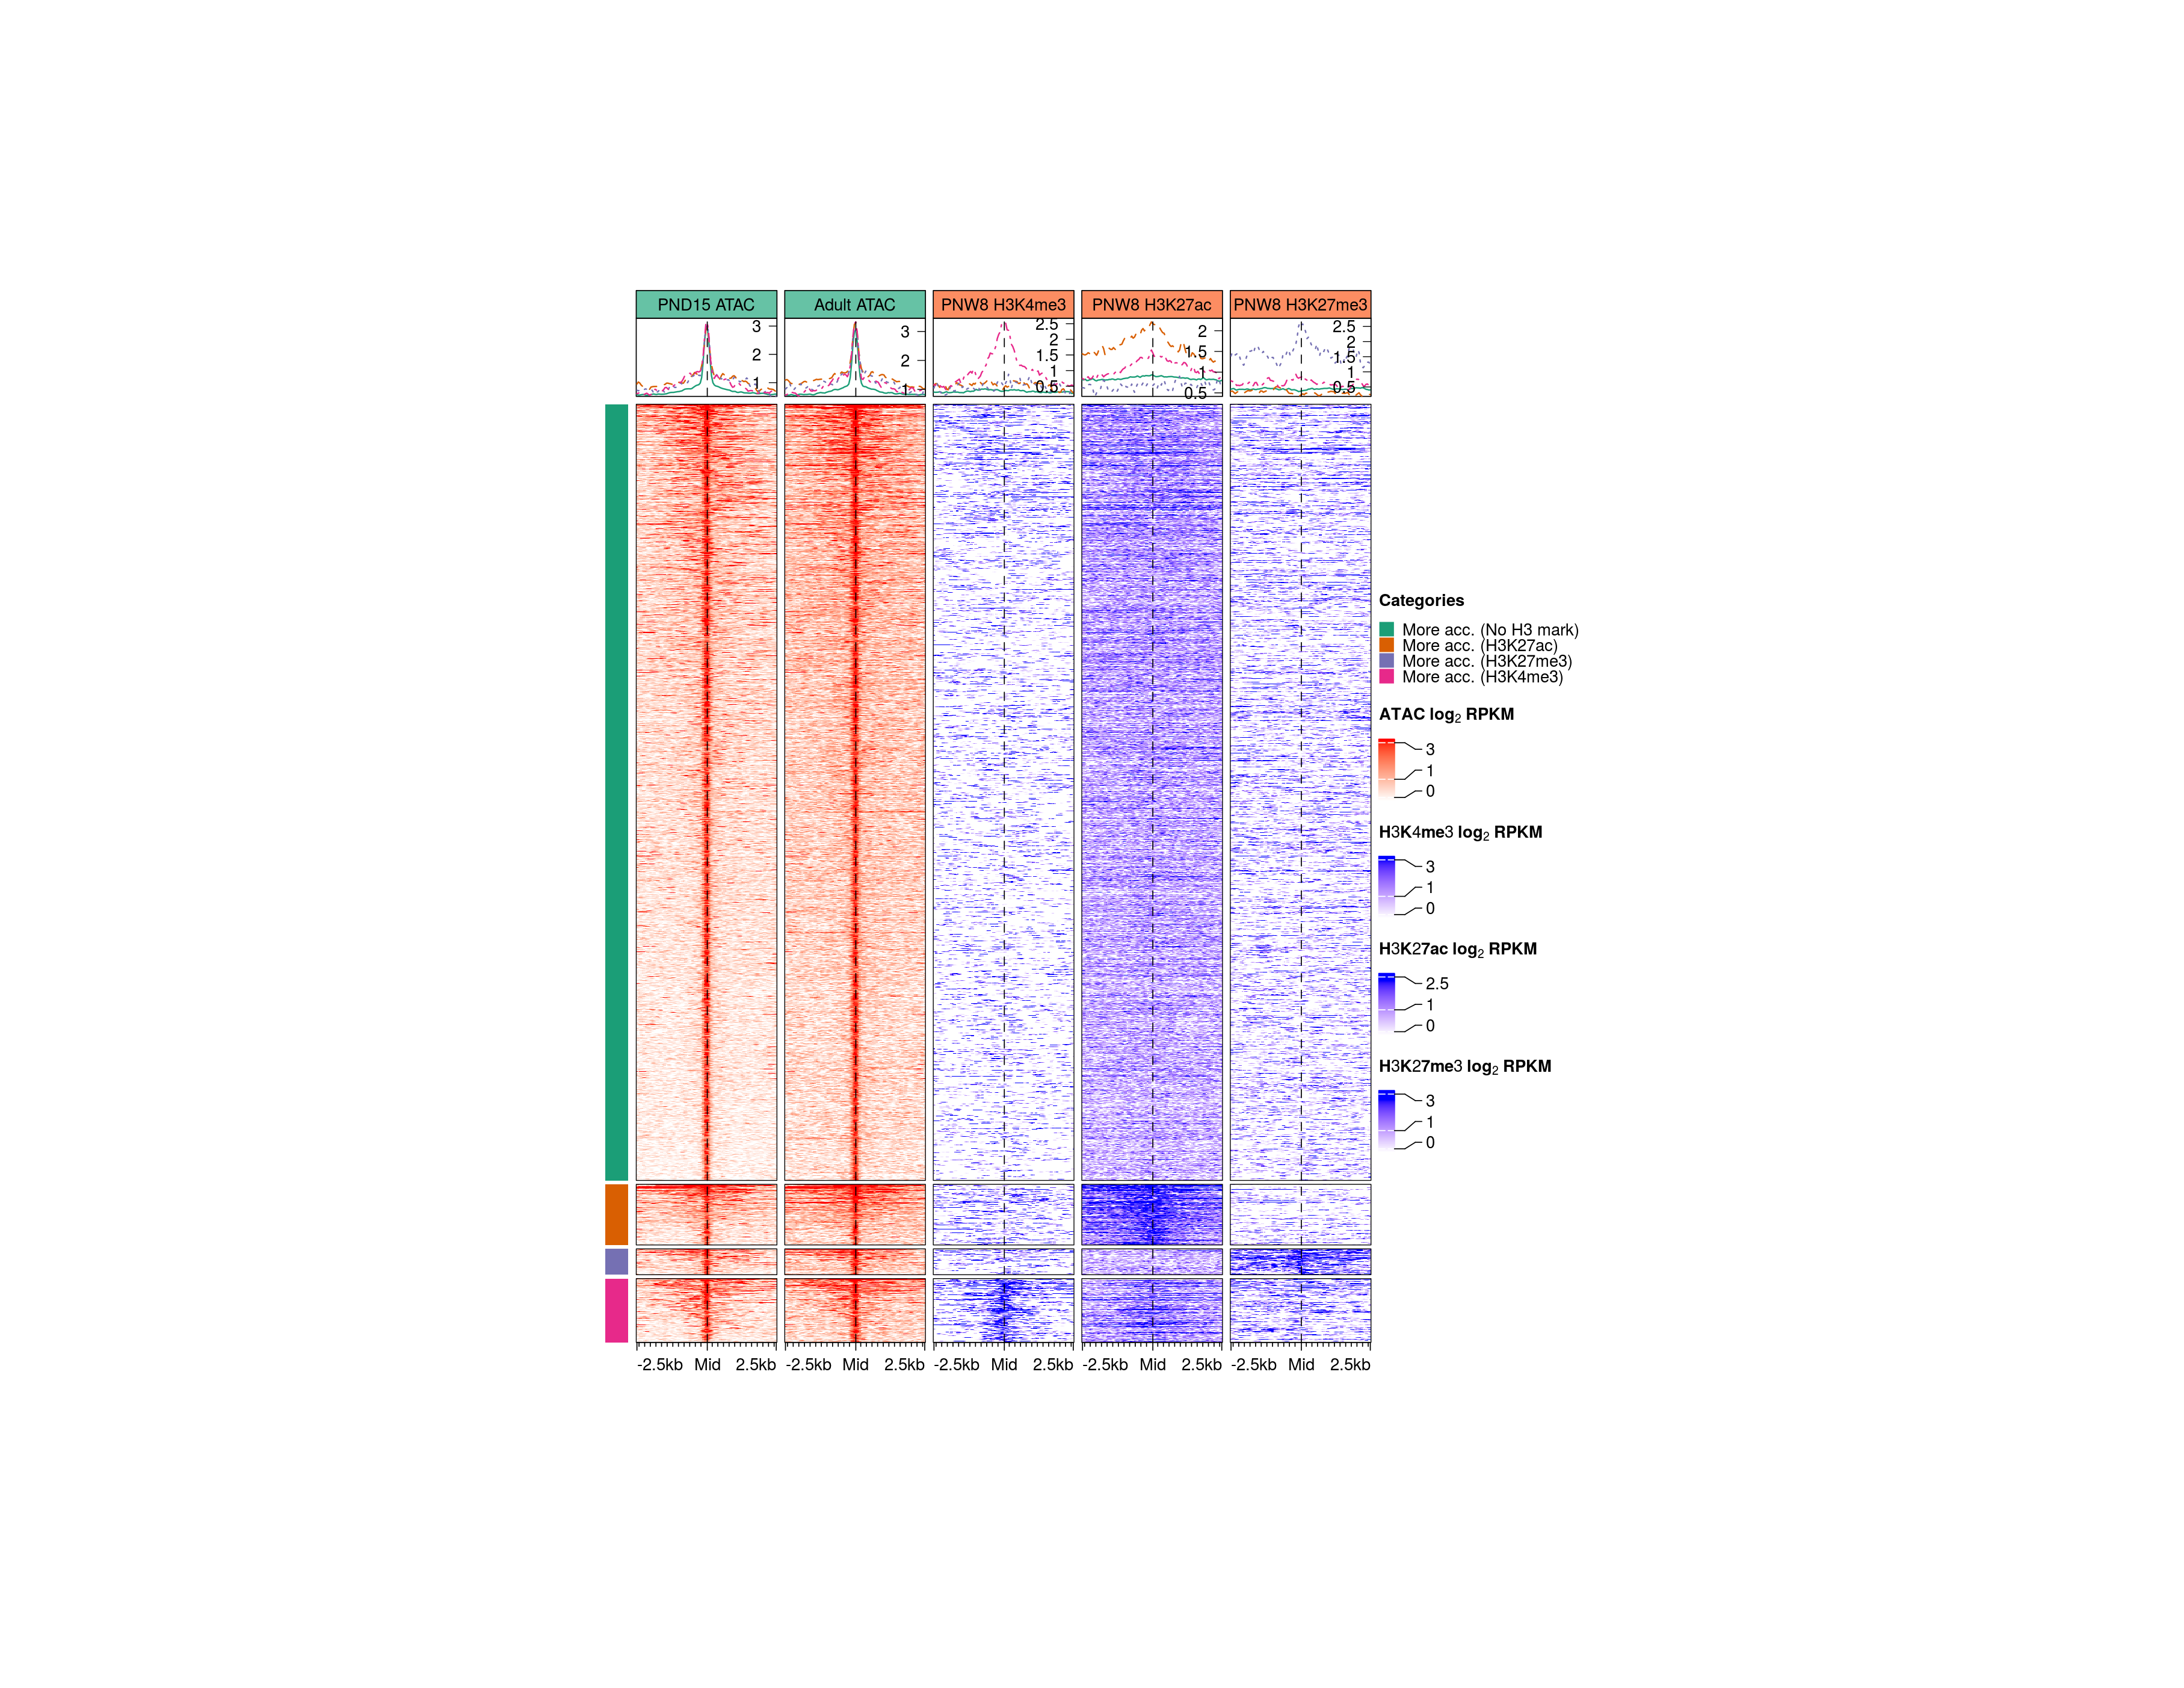 PND15 ATAC Adult ATAC PNW8 H3K4me3 PNW8 H3K27ac PNW8 H3K27me3
3
2
1
3
2
1
2.5
2
1.5
1
0.5
2
1.5
1
0.5
2.5
2
1.5
1
0.5
Categories
More acc. (No H3 mark)
More acc. (H3K27ac)
More acc. (H3K27me3)
More acc. (H3K4me3)
ATAC log₂ RPKM
3
1
0
H3K4me3 log₂ RPKM
3
1
0
H3K27ac log₂ RPKM
2.5
1
0
H3K27me3 log₂ RPKM
3
1
0
-2.5kb Mid 2.5kb -2.5kb Mid 2.5kb -2.5kb Mid 2.5kb -2.5kb Mid 2.5kb -2.5kb Mid 2.5kb